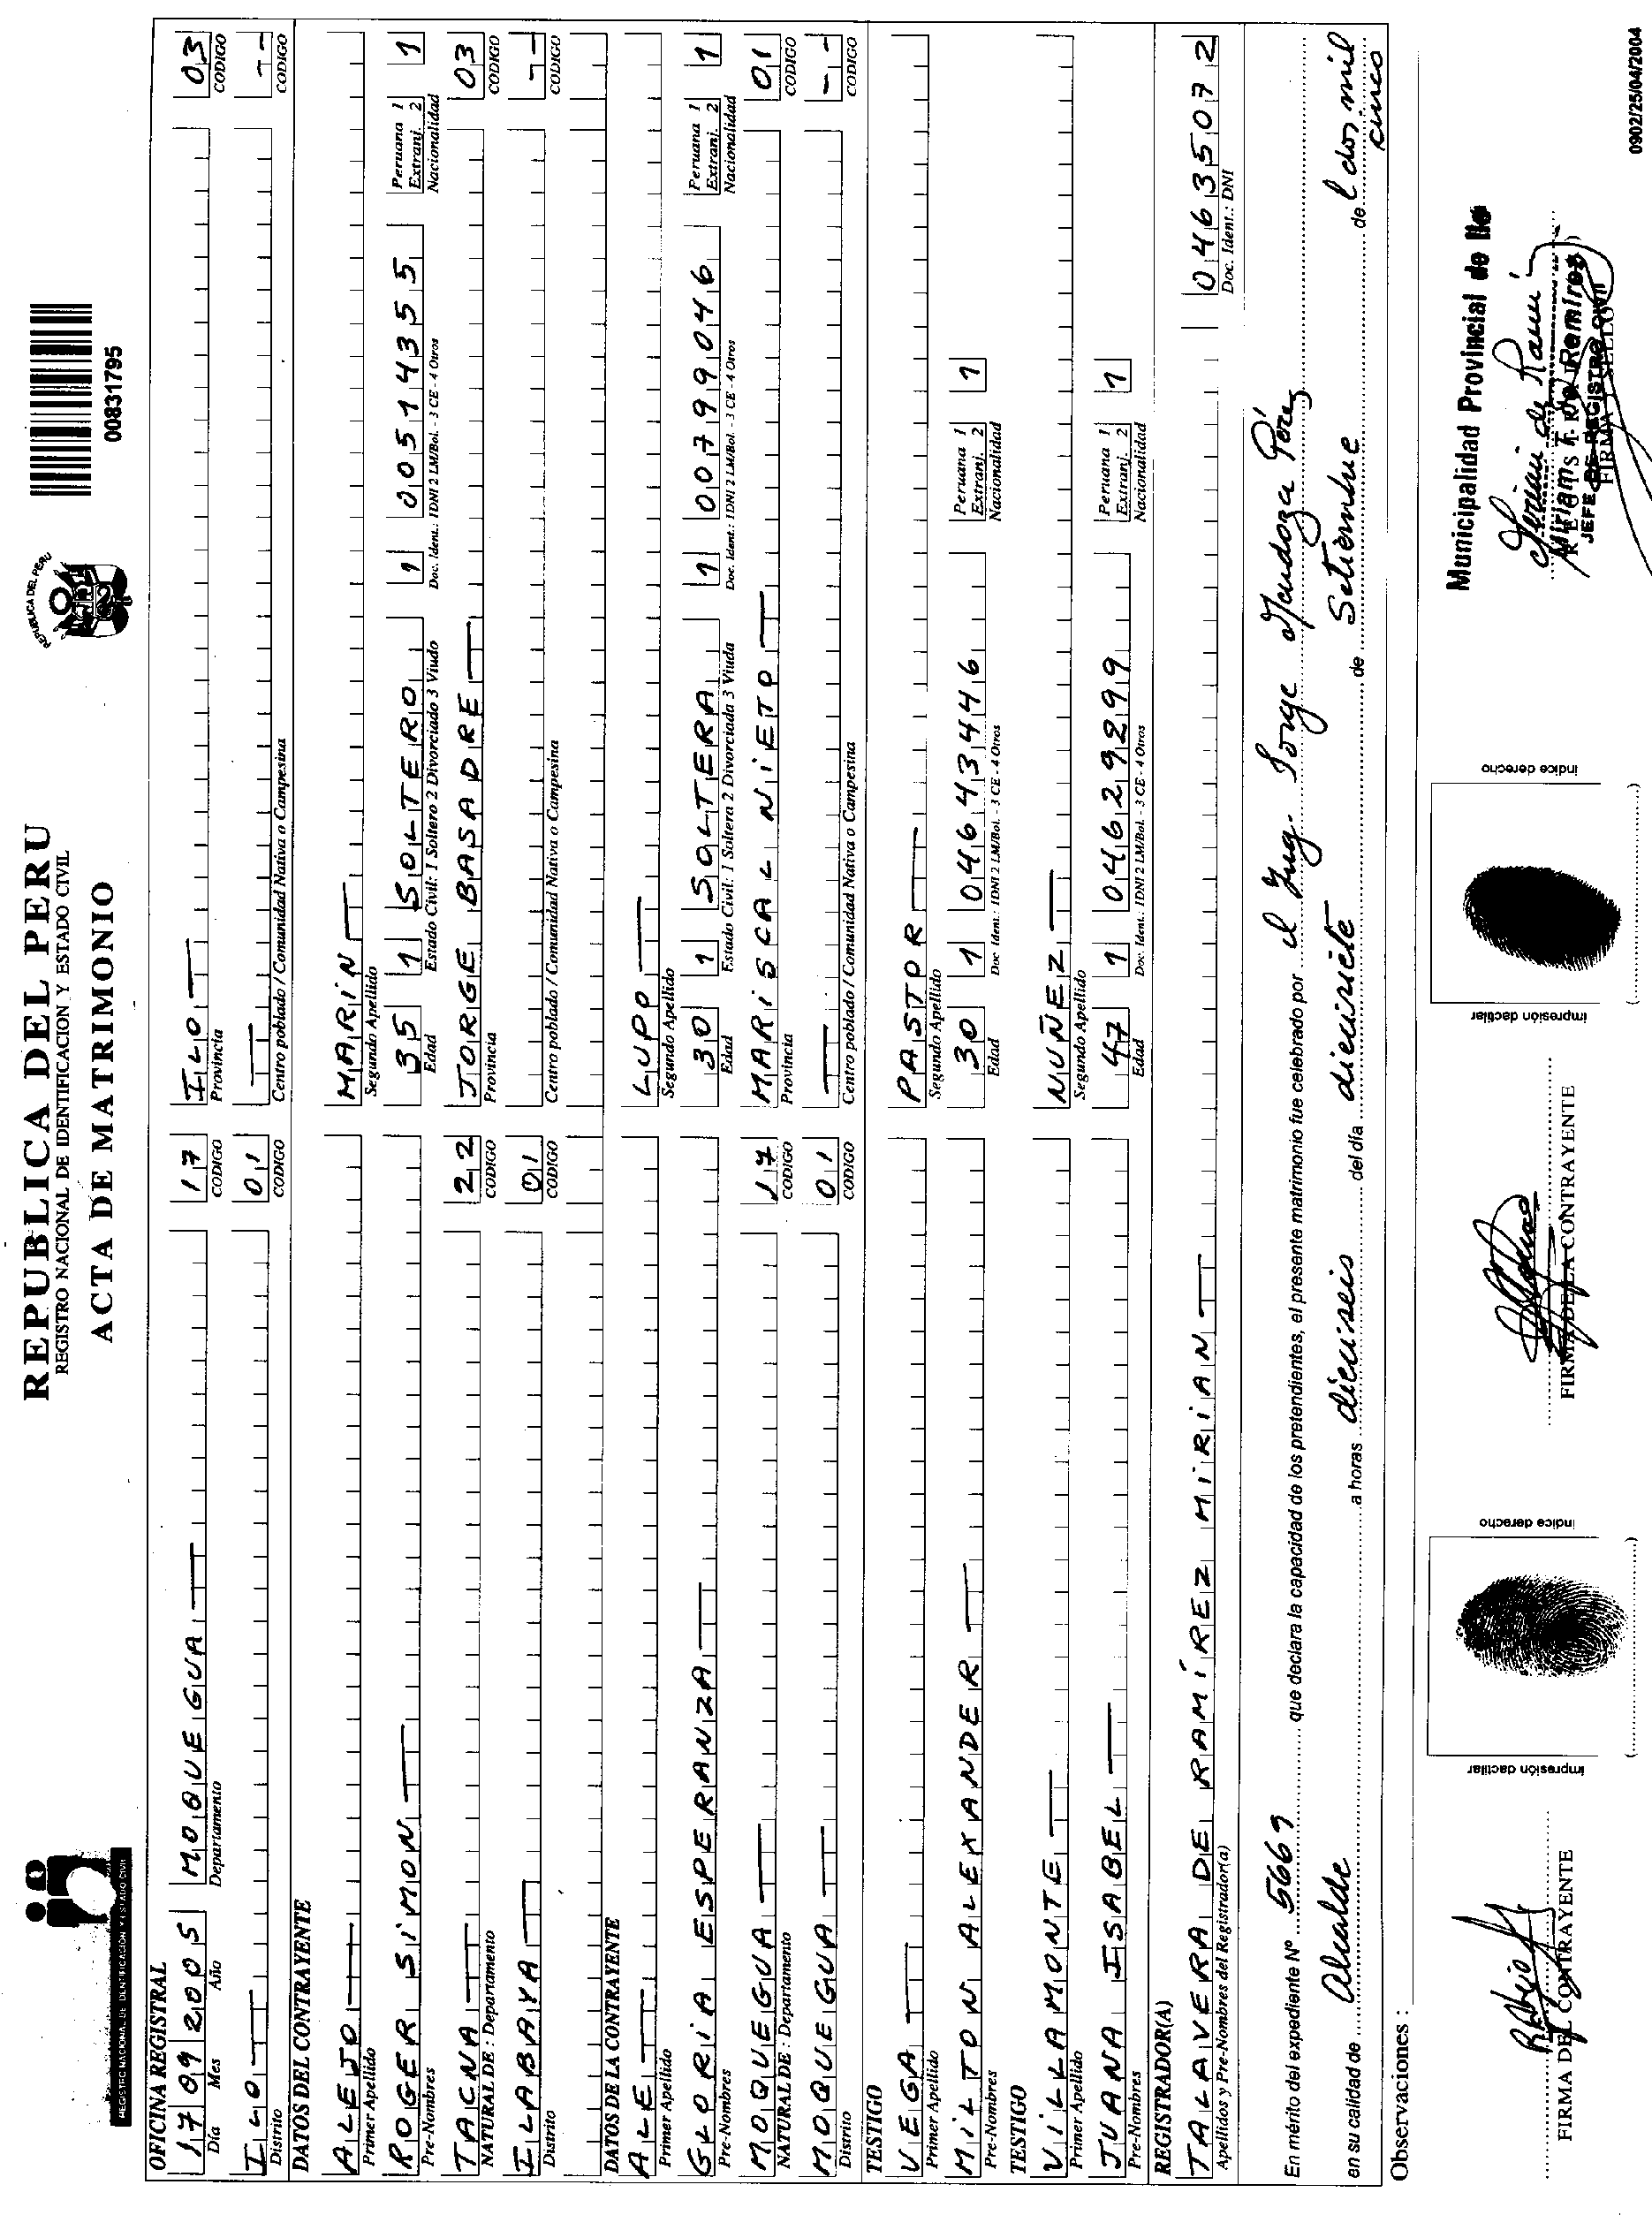 REPUBLICA DEL PERU
REGISTRO NACIONAL DE IDENTIFICACION Y ESTADO CIVIL
ACTA DE MATRIMONIO
REGISTRO NACIONAL DE IDENTIFICACION Y ESTADO CIVIL
REPUBLICA DEL PERU
00831795
OFICINA REGISTRAL
17 09 2005 MOQUEGUA 17 ILO 03
Día Mes Año Departamento CODIGO Provincia CODIGO
ILO 01 --
Distrito CODIGO Centro poblado / Comunidad Nativa o Campesina CODIGO
DATOS DEL CONTRAYENTE
ALEJO MARIN
Primer Apellido Segundo Apellido
ROGER SIMON 35 1 SOLTERO 1 00514355 Peruana 1 Extranj. 2 1
Pre-Nombres Edad Estado Civil: 1 Soltero 2 Divorciado 3 Viudo Doc. Ident.: 1DNI 2 LM/Bol. - 3 CE - 4 Otros Nacionalidad
TACNA 22 JORGE BASADRE 03
NATURAL DE : Departamento CODIGO Provincia CODIGO
ILABAYA 01 --
Distrito CODIGO Centro poblado / Comunidad Nativa o Campesina CODIGO
DATOS DE LA CONTRAYENTE
ALE LUPO
Primer Apellido Segundo Apellido
GLORIA ESPERANZA 30 1 SOLTERA 1 00799046 Peruana 1 Extranj. 2 1
Pre-Nombres Edad Estado Civil: 1 Soltera 2 Divorciada 3 Viuda Doc. Ident.: 1DNI 2 LM/Bol. - 3 CE - 4 Otros Nacionalidad
MOQUEGUA 17 MARISCAL NIETO 01
NATURAL DE : Departamento CODIGO Provincia CODIGO
MOQUEGUA 01 --
Distrito CODIGO Centro poblado / Comunidad Nativa o Campesina CODIGO
TESTIGO
VEGA PASTOR
Primer Apellido Segundo Apellido
MILTON ALEXANDER 30 1 04643446 Peruana 1 Extranj. 2 1
Pre-Nombres Edad Doc Ident.: 1DNI 2 LM/Bol. - 3 CE - 4 Otros Nacionalidad
TESTIGO
VILLAMONTE NUÑEZ
Primer Apellido Segundo Apellido
JUANA ISABEL 47 1 04629299 Peruana 1 Extranj. 2 1
Pre-Nombres Edad Doc. Ident.: 1DNI 2 LM/Bol. - 3 CE - 4 Otros Nacionalidad
REGISTRADOR(A)
TALAVERA DE RAMÍREZ MIRIAN 04635072
Apellidos y Pre-Nombres del Registrador(a) Doc. Ident.: DNI
En mérito del expediente Nº 5667 que declara la capacidad de los pretendientes, el presente matrimonio fue celebrado por el Ing. Jorge Mendoza Pérez
en su calidad de Alcalde a horas dieciseis del día diecisiete de Setiembre del dos mil cinco
Observaciones :
FIRMA DEL CONTRAYENTE
impresión dactilar
indice derecho
FIRMA DE LA CONTRAYENTE
impresión dactilar
indice derecho
Municipalidad Provincial de Ilo
Miriam T. de Ramírez
JEFE DE REGISTRO CIVIL
FIRMA Y SELLO
0902/25/04/2004